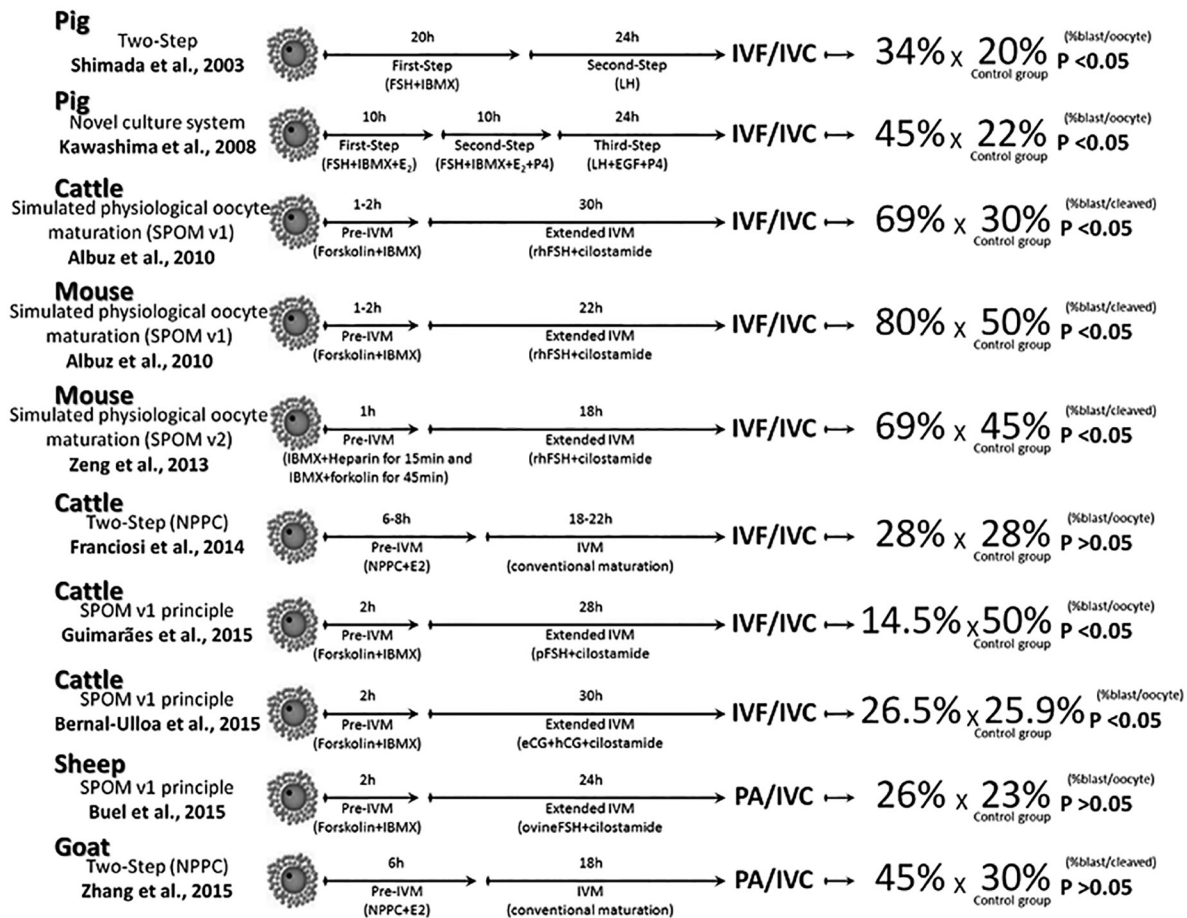 Pig
Two-Step
Shimada et al., 2003
20h
First-Step
(FSH+IBMX)
24h
Second-Step
(LH)
IVF/IVC
34% x 20%
Control group
(%blast/oocyte)
P <0.05
Pig
Novel culture system
Kawashima et al., 2008
10h
First-Step
(FSH+IBMX+E₂)
10h
Second-Step
(FSH+IBMX+E₂+P4)
24h
Third-Step
(LH+EGF+P4)
IVF/IVC
45% x 22%
Control group
(%blast/oocyte)
P <0.05
Cattle
Simulated physiological oocyte
maturation (SPOM v1)
Albuz et al., 2010
1-2h
Pre-IVM
(Forskolin+IBMX)
30h
Extended IVM
(rhFSH+cilostamide
IVF/IVC
69% x 30%
Control group
(%blast/cleaved)
P <0.05
Mouse
Simulated physiological oocyte
maturation (SPOM v1)
Albuz et al., 2010
1-2h
Pre-IVM
(Forskolin+IBMX)
22h
Extended IVM
(rhFSH+cilostamide
IVF/IVC
80% x 50%
Control group
(%blast/cleaved)
P <0.05
Mouse
Simulated physiological oocyte
maturation (SPOM v2)
Zeng et al., 2013
1h
Pre-IVM
(IBMX+Heparin for 15min and
IBMX+forkolin for 45min)
18h
Extended IVM
(rhFSH+cilostamide
IVF/IVC
69% x 45%
Control group
(%blast/cleaved)
P <0.05
Cattle
Two-Step (NPPC)
Franciosi et al., 2014
6-8h
Pre-IVM
(NPPC+E2)
18-22h
IVM
(conventional maturation)
IVF/IVC
28% x 28%
Control group
(%blast/oocyte)
P >0.05
Cattle
SPOM v1 principle
Guimarães et al., 2015
2h
Pre-IVM
(Forskolin+IBMX)
28h
Extended IVM
(pFSH+cilostamide
IVF/IVC
14.5% x 50%
Control group
(%blast/oocyte)
P <0.05
Cattle
SPOM v1 principle
Bernal-Ulloa et al., 2015
2h
Pre-IVM
(Forskolin+IBMX)
30h
Extended IVM
(eCG+hCG+cilostamide
IVF/IVC
26.5% x 25.9%
Control group
(%blast/oocyte)
P <0.05
Sheep
SPOM v1 principle
Buel et al., 2015
2h
Pre-IVM
(Forskolin+IBMX)
24h
Extended IVM
(ovineFSH+cilostamide
PA/IVC
26% x 23%
Control group
(%blast/oocyte)
P >0.05
Goat
Two-Step (NPPC)
Zhang et al., 2015
6h
Pre-IVM
(NPPC+E2)
18h
IVM
(conventional maturation)
PA/IVC
45% x 30%
Control group
(%blast/cleaved)
P >0.05